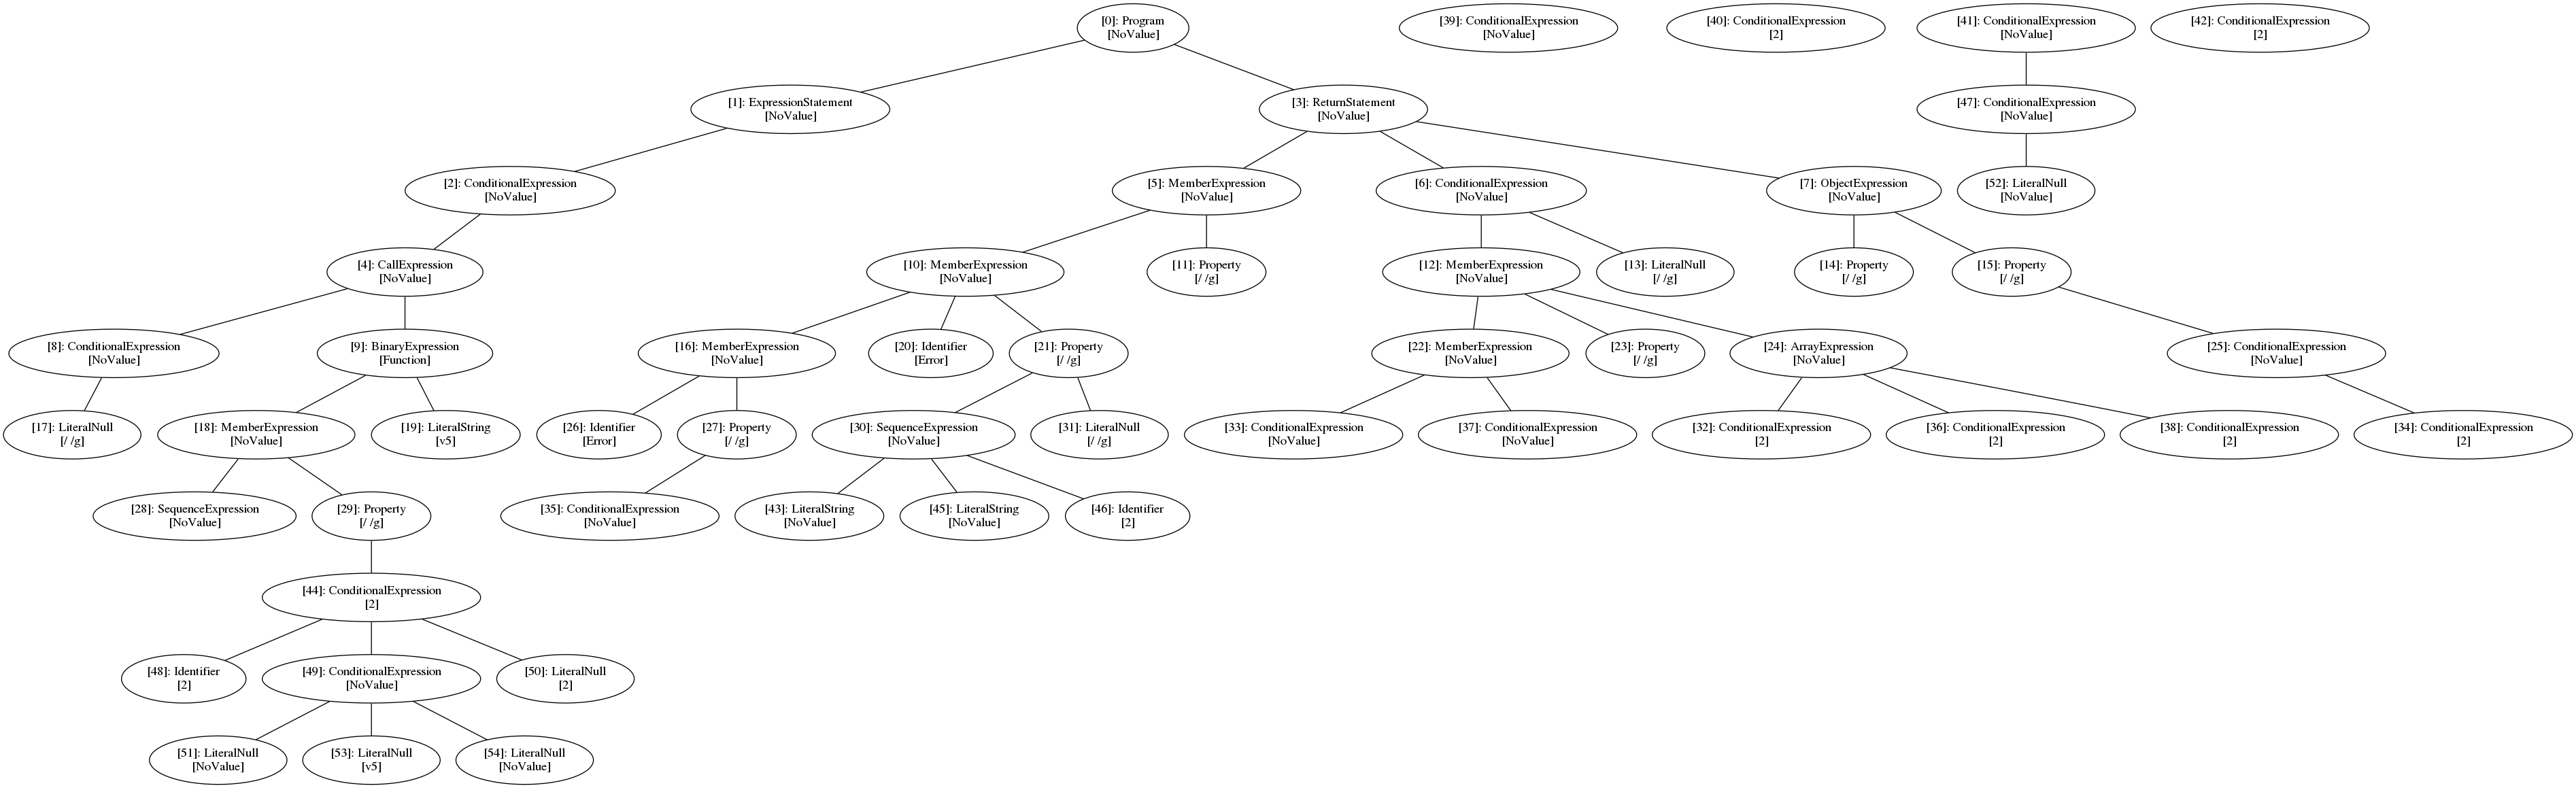 [0]: Program
[NoValue]
[39]: ConditionalExpression
[NoValue]
[40]: ConditionalExpression
[2]
[41]: ConditionalExpression
[NoValue]
[42]: ConditionalExpression
[2]
[1]: ExpressionStatement
[NoValue]
[3]: ReturnStatement
[NoValue]
[47]: ConditionalExpression
[NoValue]
[2]: ConditionalExpression
[NoValue]
[5]: MemberExpression
[NoValue]
[6]: ConditionalExpression
[NoValue]
[7]: ObjectExpression
[NoValue]
[52]: LiteralNull
[NoValue]
[4]: CallExpression
[NoValue]
[10]: MemberExpression
[NoValue]
[11]: Property
[/ /g]
[12]: MemberExpression
[NoValue]
[13]: LiteralNull
[/ /g]
[14]: Property
[/ /g]
[15]: Property
[/ /g]
[8]: ConditionalExpression
[NoValue]
[9]: BinaryExpression
[Function]
[16]: MemberExpression
[NoValue]
[20]: Identifier
[Error]
[21]: Property
[/ /g]
[22]: MemberExpression
[NoValue]
[23]: Property
[/ /g]
[24]: ArrayExpression
[NoValue]
[25]: ConditionalExpression
[NoValue]
[17]: LiteralNull
[/ /g]
[18]: MemberExpression
[NoValue]
[19]: LiteralString
[v5]
[26]: Identifier
[Error]
[27]: Property
[/ /g]
[30]: SequenceExpression
[NoValue]
[31]: LiteralNull
[/ /g]
[33]: ConditionalExpression
[NoValue]
[37]: ConditionalExpression
[NoValue]
[32]: ConditionalExpression
[2]
[36]: ConditionalExpression
[2]
[38]: ConditionalExpression
[2]
[34]: ConditionalExpression
[2]
[28]: SequenceExpression
[NoValue]
[29]: Property
[/ /g]
[35]: ConditionalExpression
[NoValue]
[43]: LiteralString
[NoValue]
[45]: LiteralString
[NoValue]
[46]: Identifier
[2]
[44]: ConditionalExpression
[2]
[48]: Identifier
[2]
[49]: ConditionalExpression
[NoValue]
[50]: LiteralNull
[2]
[51]: LiteralNull
[NoValue]
[53]: LiteralNull
[v5]
[54]: LiteralNull
[NoValue]